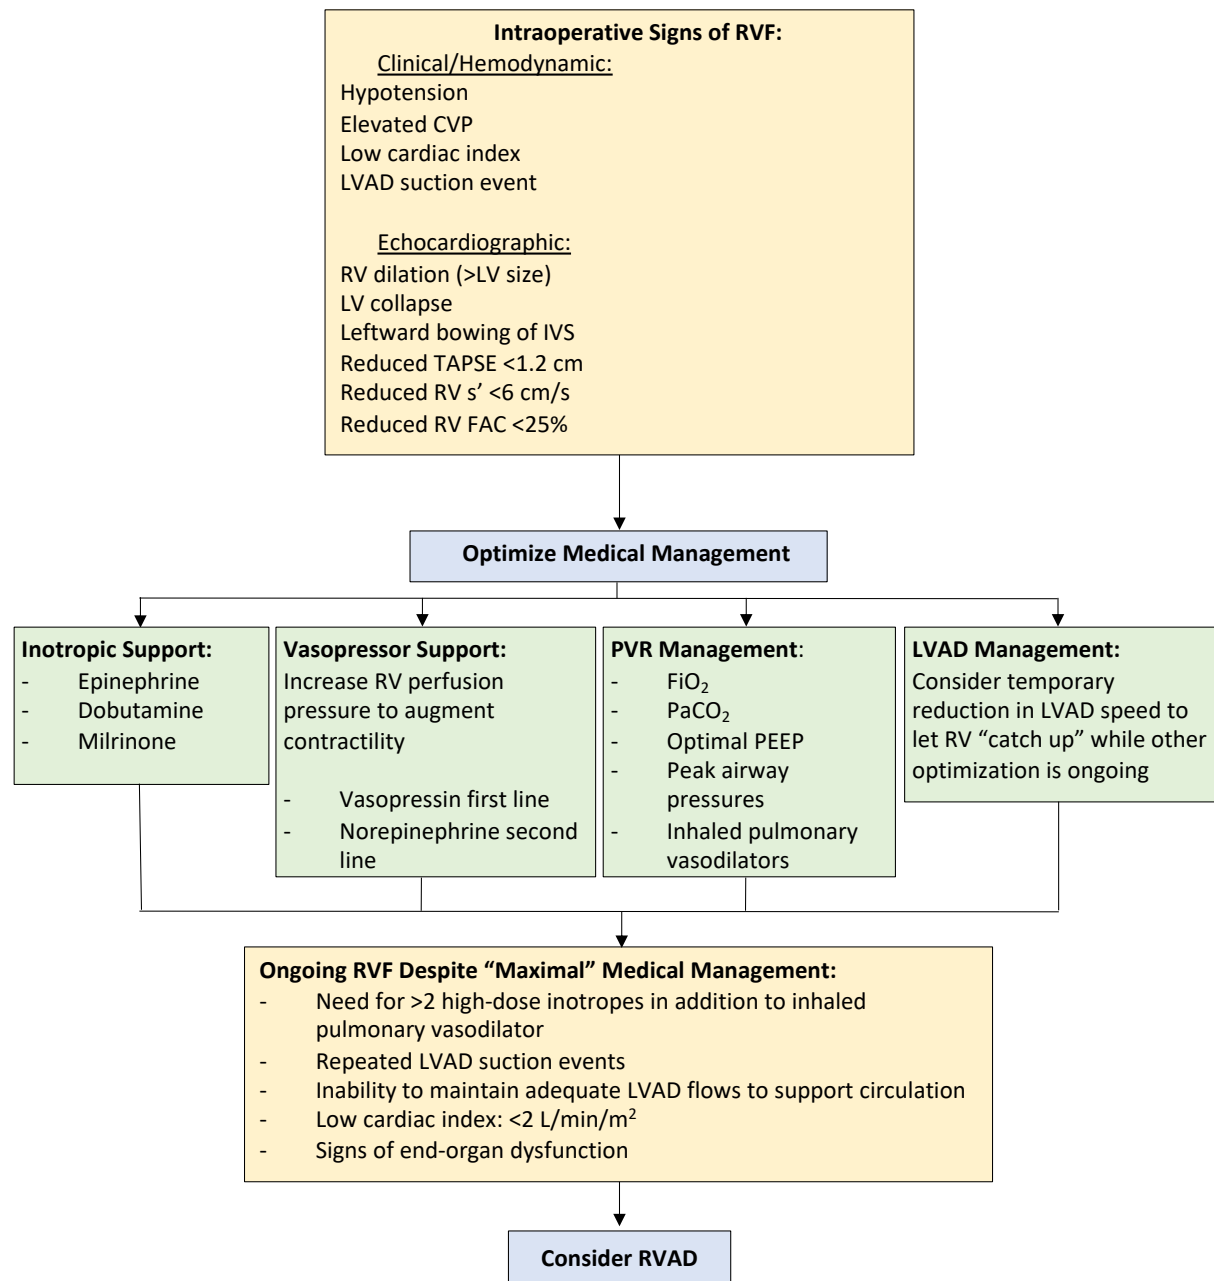 Intraoperative Signs of RVF:
Clinical/Hemodynamic:
Hypotension
Elevated CVP
Low cardiac index
LVAD suction event
Echocardiographic:
RV dilation (>LV size)
LV collapse
Leftward bowing of IVS
Reduced TAPSE <1.2 cm
Reduced RV s’ <6 cm/s
Reduced RV FAC <25%
Optimize Medical Management
Inotropic Support:
- Epinephrine
- Dobutamine
- Milrinone
Vasopressor Support:
Increase RV perfusion
pressure to augment
contractility
- Vasopressin first line
- Norepinephrine second
line
PVR Management:
- FiO₂
- PaCO₂
- Optimal PEEP
- Peak airway
pressures
- Inhaled pulmonary
vasodilators
LVAD Management:
Consider temporary
reduction in LVAD speed to
let RV “catch up” while other
optimization is ongoing
Ongoing RVF Despite “Maximal” Medical Management:
- Need for >2 high-dose inotropes in addition to inhaled
pulmonary vasodilator
- Repeated LVAD suction events
- Inability to maintain adequate LVAD flows to support circulation
- Low cardiac index: <2 L/min/m²
- Signs of end-organ dysfunction
Consider RVAD